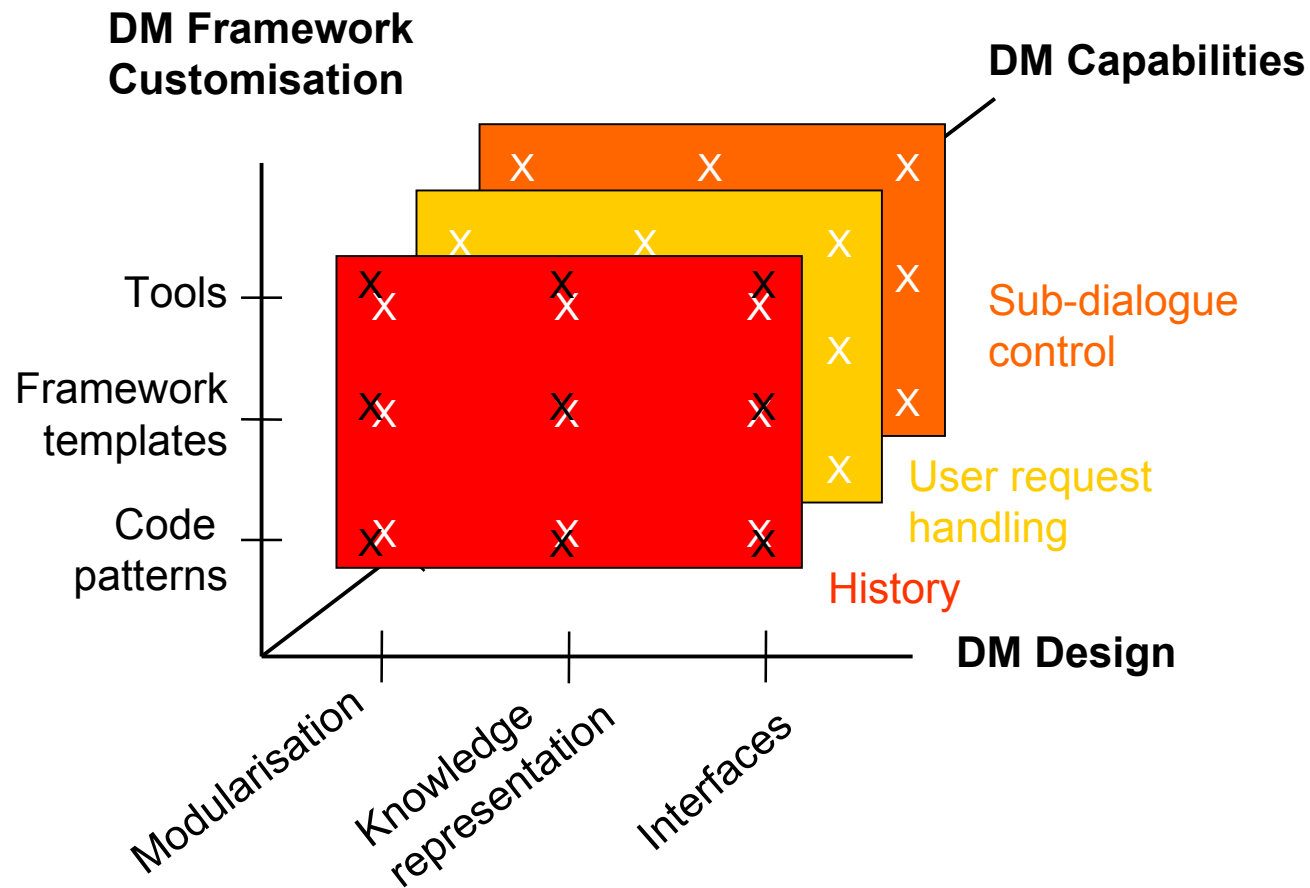 DM Framework
Customisation
DM Capabilities
X X X
X X X
X X X
X X X
X
Tools
Sub-dialogue
control
X
Framework
templates
X X X
X X X
X
User request
handling
X
Code
patterns
X X X
X X X
History
DM Design
Modularisation
Knowledge
representation
Interfaces